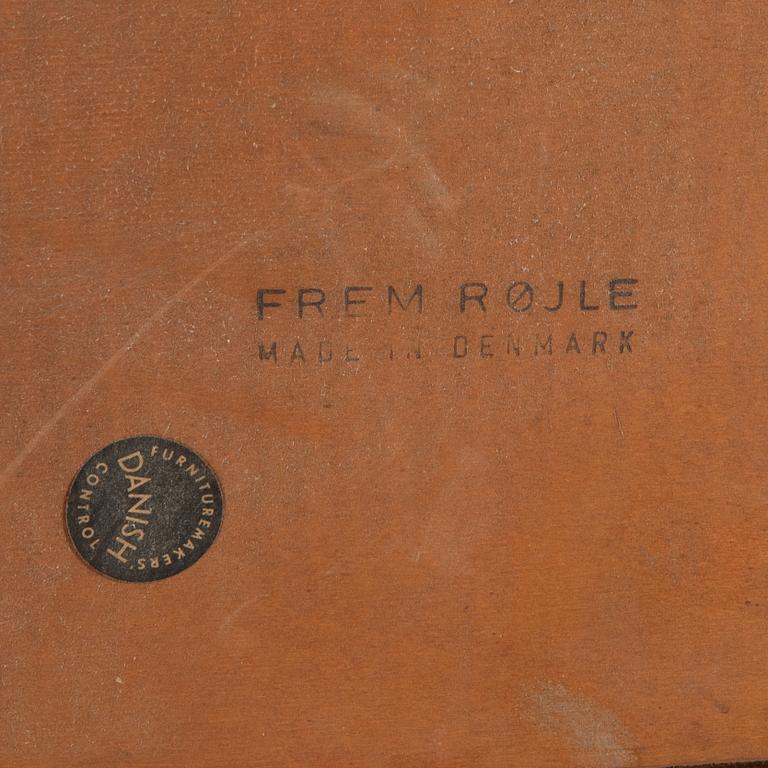 FREM RØJLE
MADE IN DENMARK
DANISH
FURNITUREMAKERS'
CONTROL